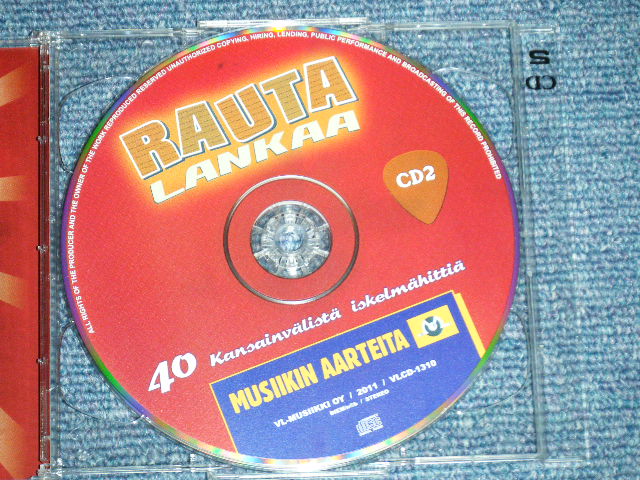 ALL RIGHTS OF THE PRODUCER AND THE OWNER OF THE WORK REPRODUCED RESERVED UNAUTHORIZED COPYING, HIRING, LENDING, PUBLIC PERFORMANCE AND BROADCASTING OF THIS RECORD PROHIBITED
RAUTA
LANKAA
CD2
40 Kansainvälistä iskelmähittiä
MUSIIKIN AARTEITA
VL-MUSIIKKI OY / 2011 / VLCD-1310
/ STEREO